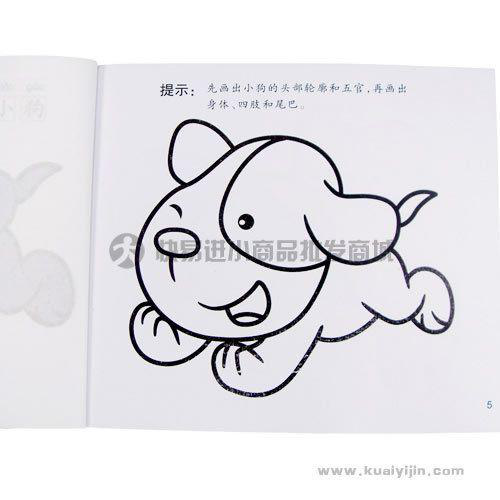 小狗
提示：先画出小狗的头部轮廓和五官，再画出
身体、四肢和尾巴。
快易进小商品批发商城
5
www.kuaiyijin.com